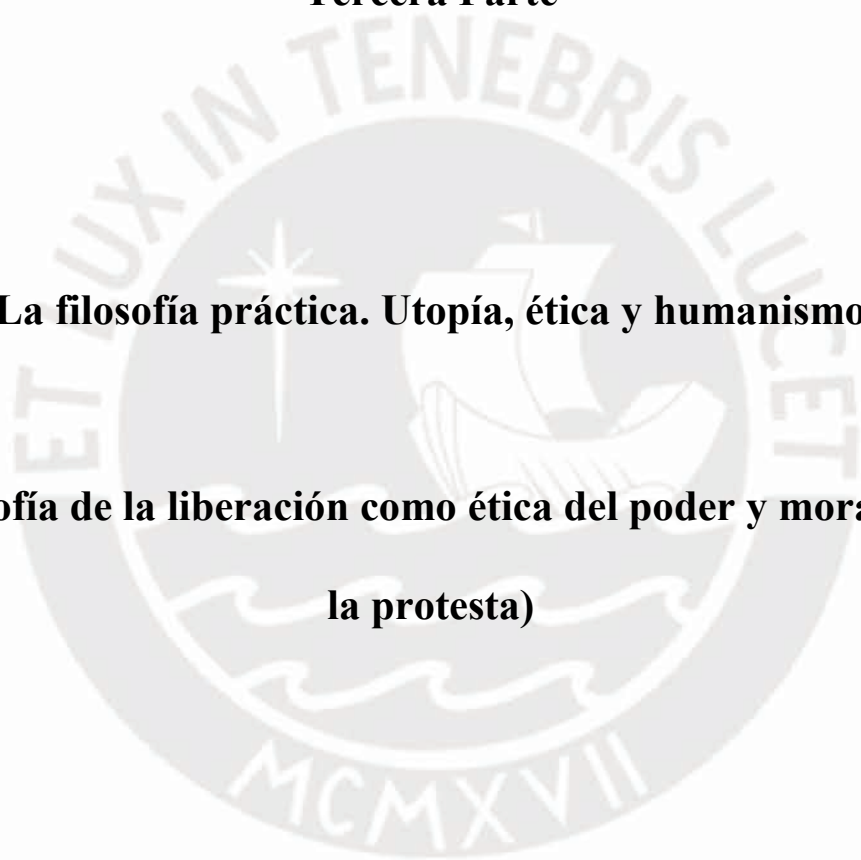 Tercera Parte
La filosofía práctica. Utopía, ética y humanismo
ofía de la liberación como ética del poder y mora
la protesta)
ET LUX IN TENEBRIS LUCET
MCMXVII